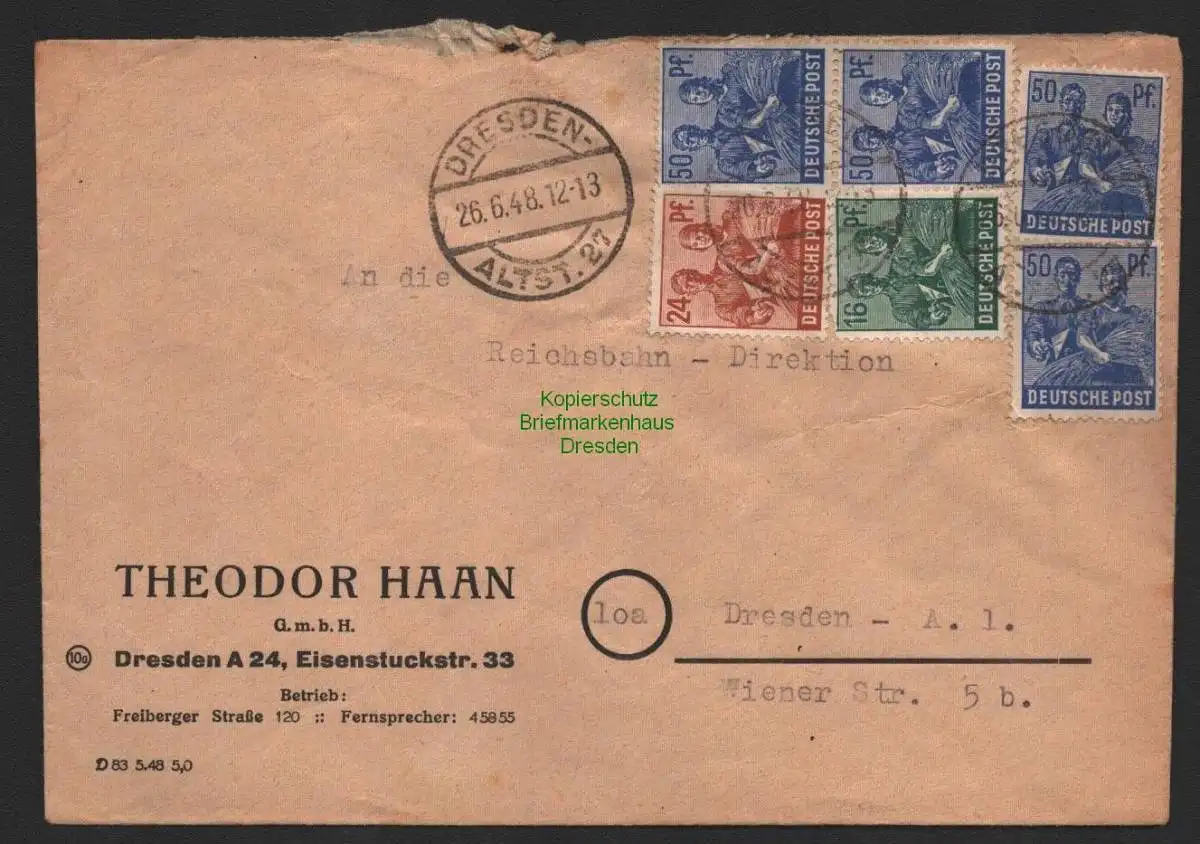 50 Pf.
DEUTSCHE POST
50 Pf.
DEUTSCHE POST
50 Pf.
DEUTSCHE POST
24 Pf.
DEUTSCHE POST
16 Pf.
DEUTSCHE POST
50 Pf.
DEUTSCHE POST
DRESDEN-
26.6.48.12-13
ALTST. 27
An die
Reichsbahn - Direktion
Kopierschutz
Briefmarkenhaus
Dresden
THEODOR HAAN
G.m.b.H.
10a Dresden A 24, Eisenstuckstr. 33
Betrieb:
Freiberger Straße 120 :: Fernsprecher: 45855
D 83 5.48 5,0
loa Dresden - A. l.
Wiener Str. 5 b.